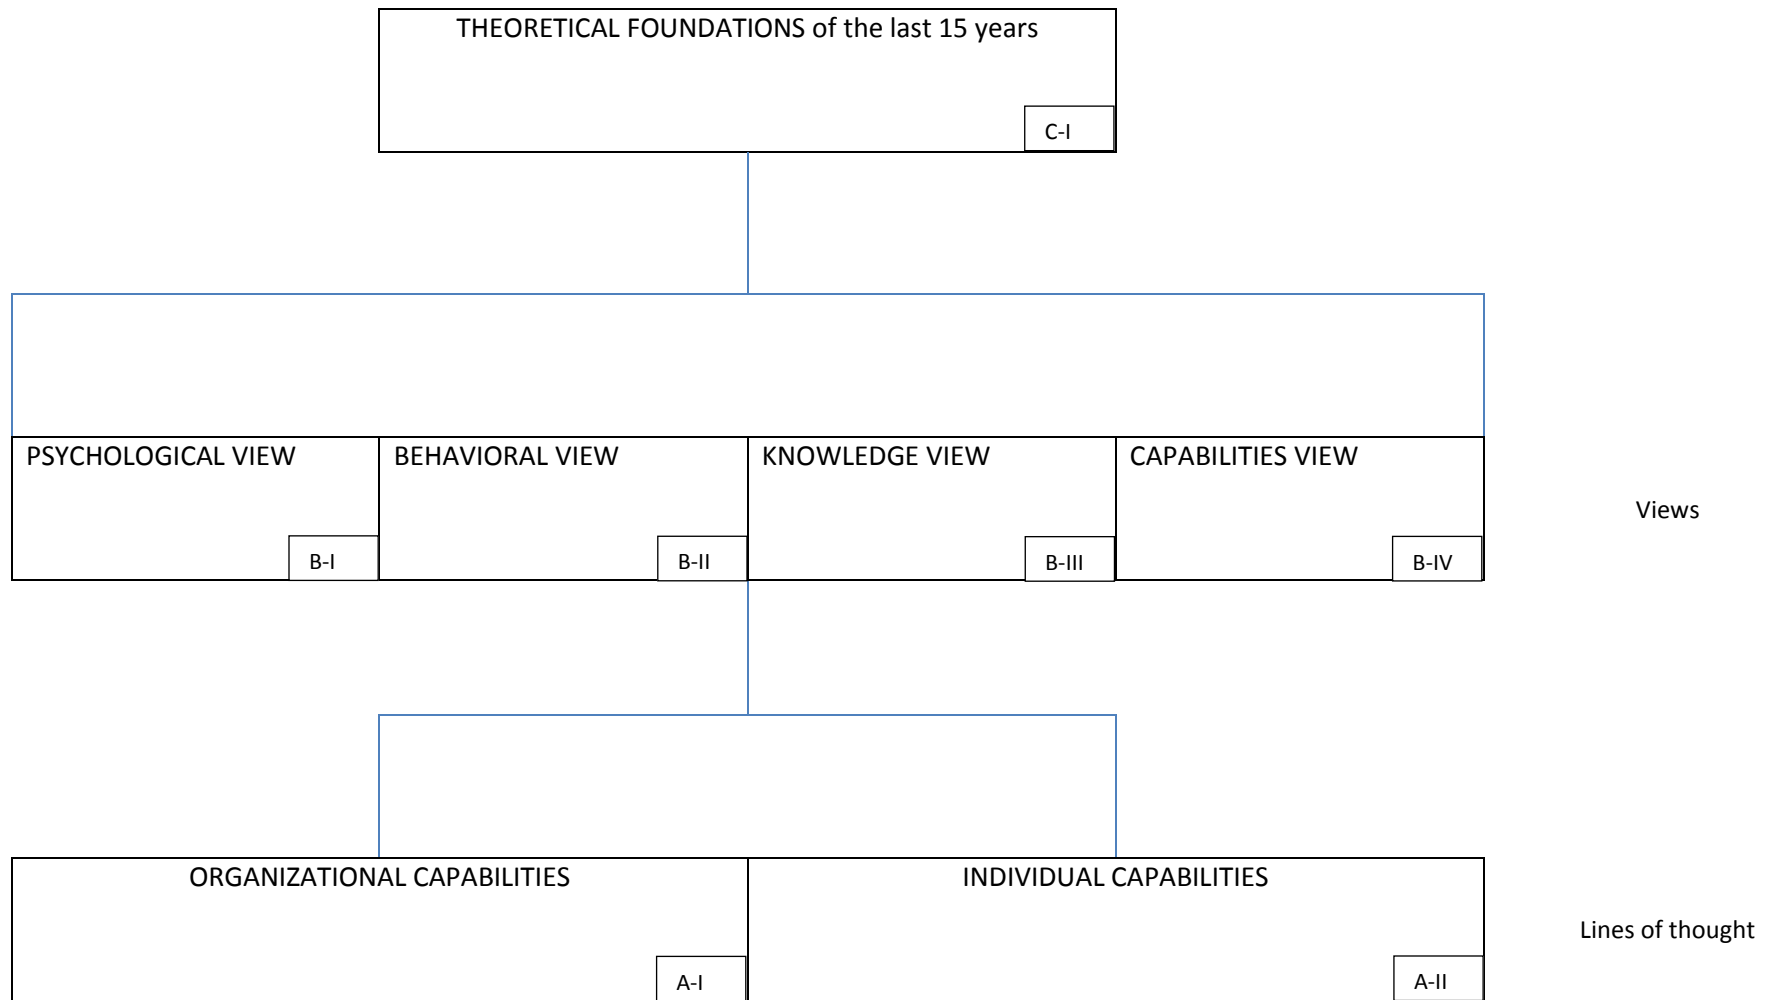 THEORETICAL FOUNDATIONS of the last 15 years
C-I
PSYCHOLOGICAL VIEW
BEHAVIORAL VIEW
KNOWLEDGE VIEW
CAPABILITIES VIEW
Views
B-I
B-II
B-III
B-IV
ORGANIZATIONAL CAPABILITIES
INDIVIDUAL CAPABILITIES
Lines of thought
A-I
A-II